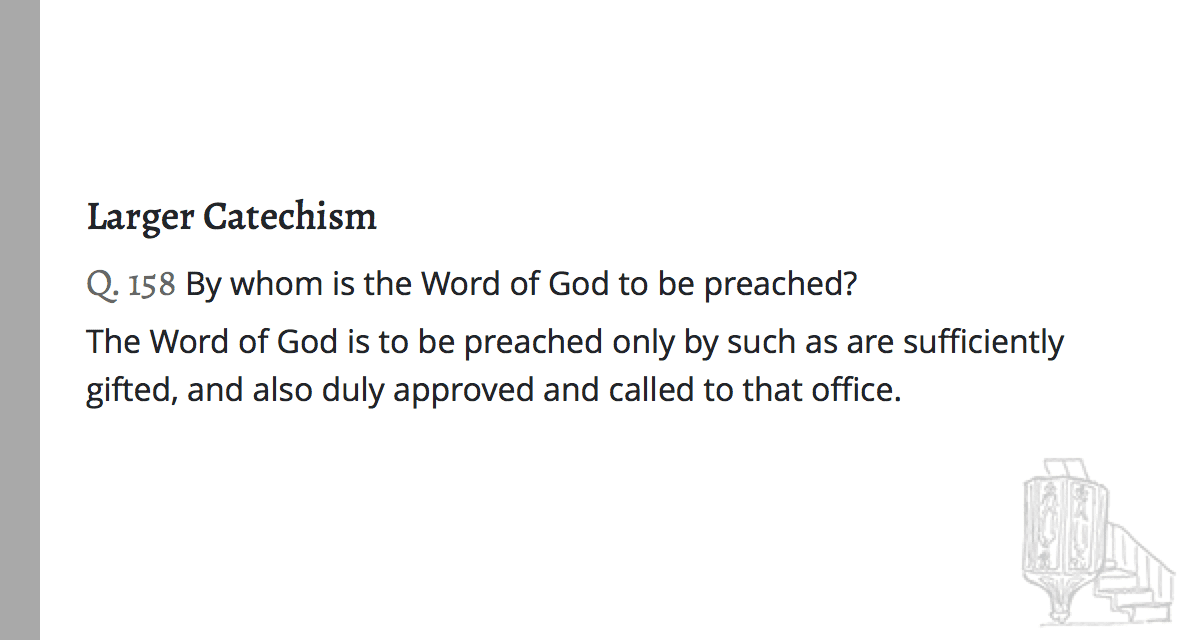 Larger Catechism
Q. 158 By whom is the Word of God to be preached?
The Word of God is to be preached only by such as are sufficiently
gifted, and also duly approved and called to that office.